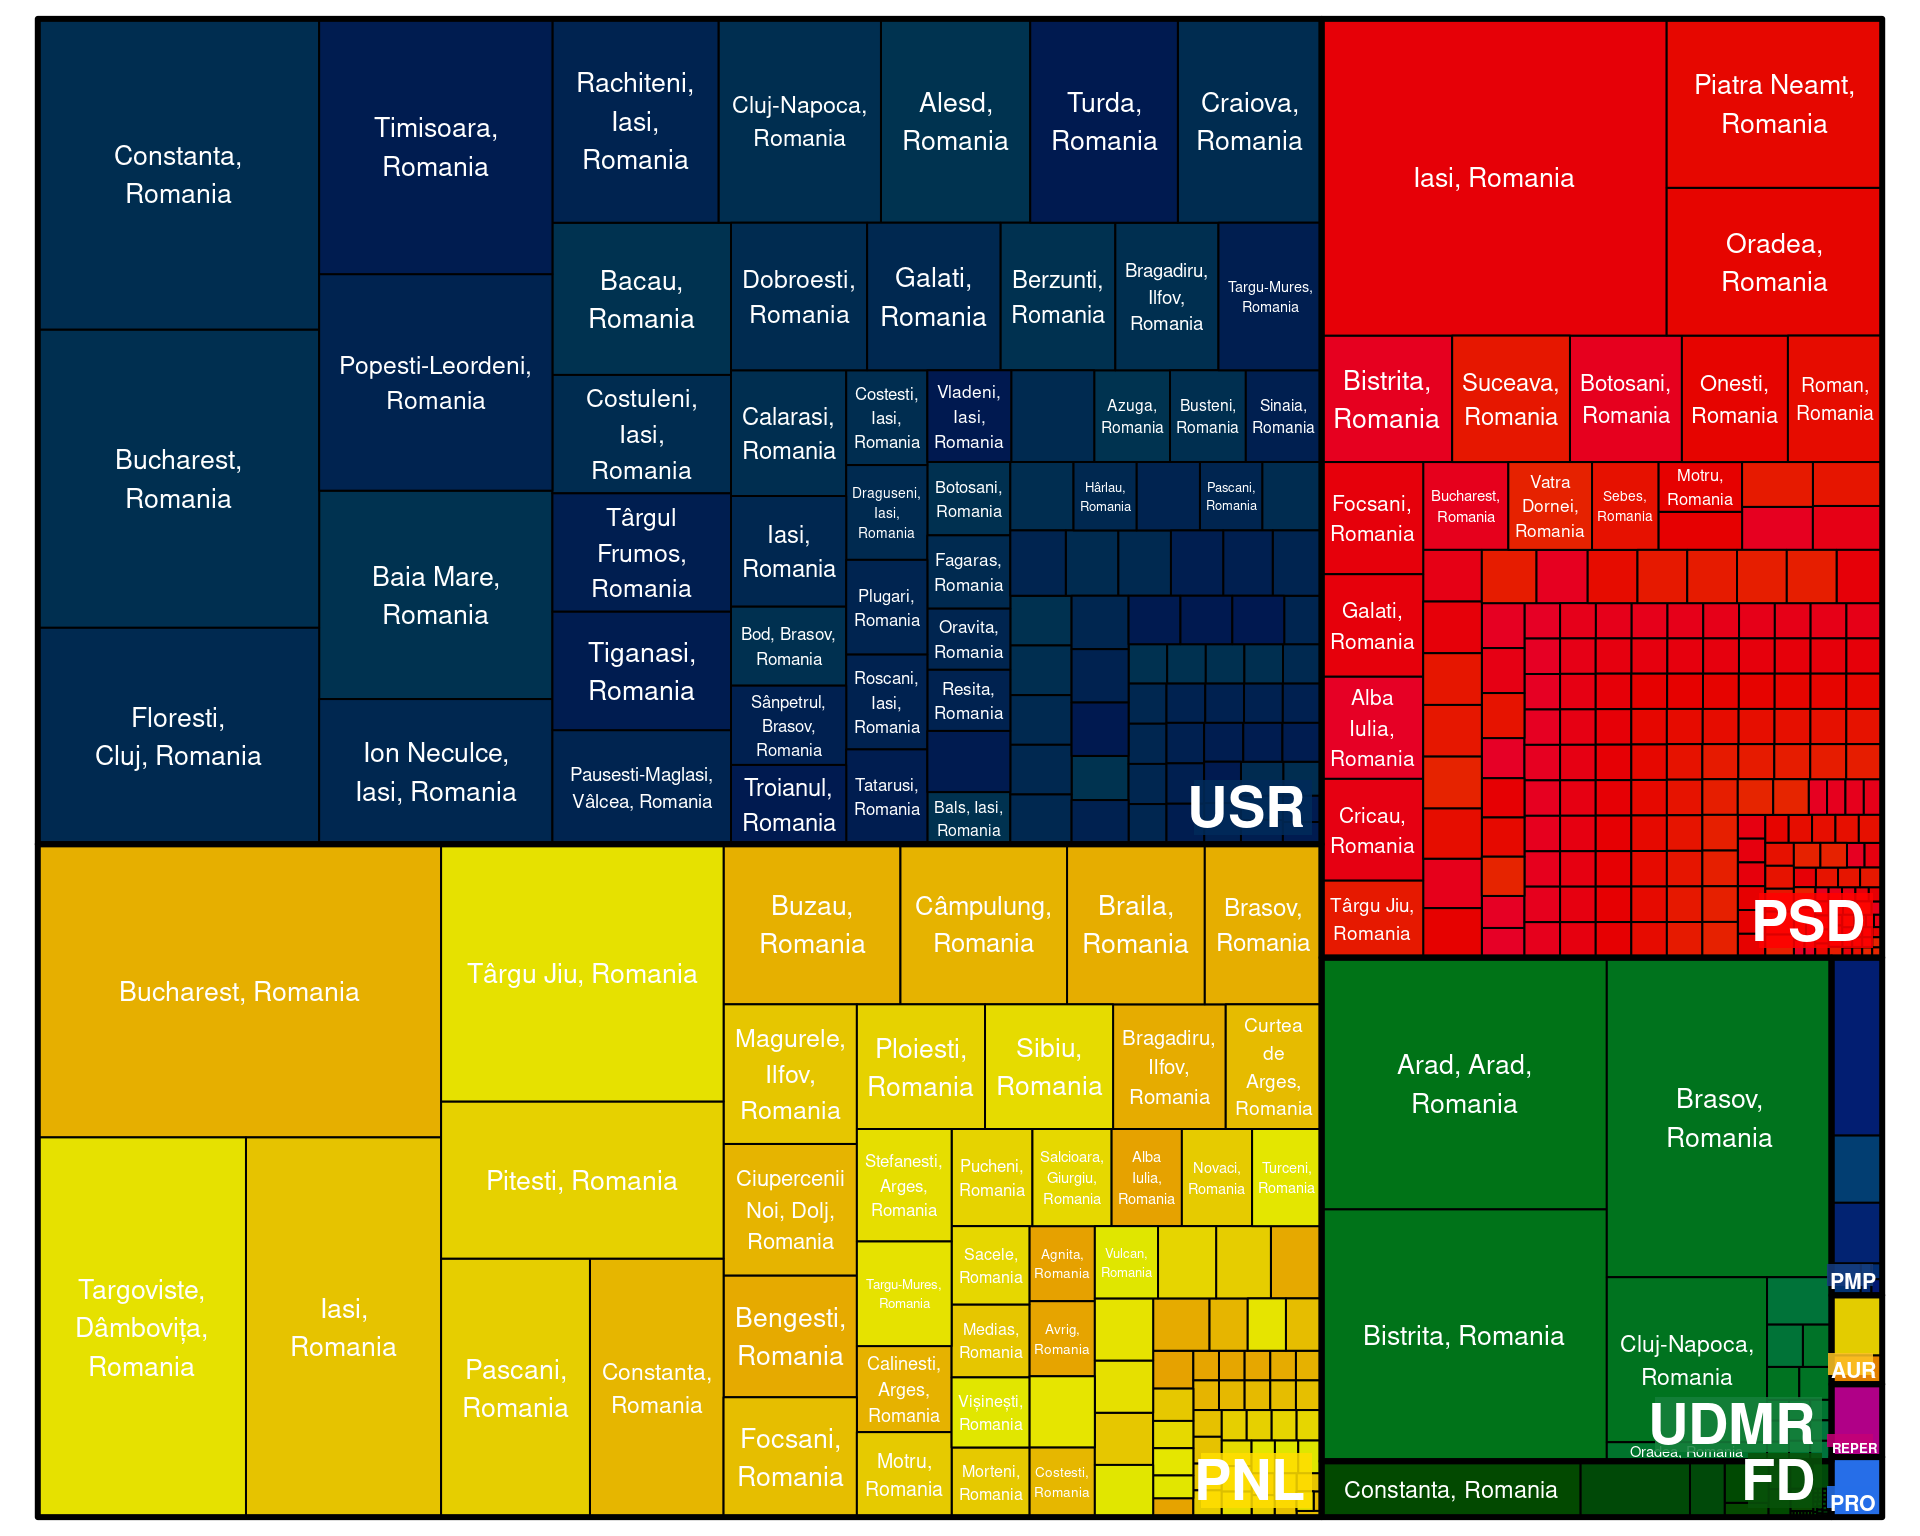 Constanta,
Romania
Bucharest,
Romania
Floresti,
Cluj, Romania
Timisoara,
Romania
Popesti-Leordeni,
Romania
Baia Mare,
Romania
Ion Neculce,
Iasi, Romania
Rachiteni,
Iasi,
Romania
Cluj-Napoca,
Romania
Alesd,
Romania
Turda,
Romania
Craiova,
Romania
Bacau,
Romania
Costuleni,
Iasi,
Romania
Târgul
Frumos,
Romania
Tiganasi,
Romania
Pausesti-Maglasi,
Vâlcea, Romania
Dobroesti,
Romania
Galati,
Romania
Berzunti,
Romania
Bragadiru,
Ilfov,
Romania
Targu-Mures,
Romania
Calarasi,
Romania
Iasi,
Romania
Bod, Brasov,
Romania
Sânpetrul,
Brasov,
Romania
Troianul,
Romania
Costesti,
Iasi,
Romania
Draguseni,
Iasi,
Romania
Plugari,
Romania
Roscani,
Iasi,
Romania
Tatarusi,
Romania
Vladeni,
Iasi,
Romania
Azuga,
Romania
Busteni,
Romania
Sinaia,
Romania
Botosani,
Romania
Hârlau,
Romania
Pascani,
Romania
Fagaras,
Romania
Oravita,
Romania
Resita,
Romania
Bals, Iasi,
Romania
USR
Iasi, Romania
Piatra Neamt,
Romania
Oradea,
Romania
Bistrita,
Romania
Suceava,
Romania
Botosani,
Romania
Onesti,
Romania
Roman,
Romania
Focsani,
Romania
Bucharest,
Romania
Vatra
Dornei,
Romania
Sebes,
Romania
Motru,
Romania
Galati,
Romania
Alba
Iulia,
Romania
Cricau,
Romania
Târgu Jiu,
Romania
PSD
Bucharest, Romania
Targoviste,
Dâmbovița,
Romania
Iasi,
Romania
Târgu Jiu, Romania
Pitesti, Romania
Pascani,
Romania
Constanta,
Romania
Buzau,
Romania
Câmpulung,
Romania
Braila,
Romania
Brasov,
Romania
Magurele,
Ilfov,
Romania
Ciupercenii
Noi, Dolj,
Romania
Bengesti,
Romania
Focsani,
Romania
Ploiesti,
Romania
Sibiu,
Romania
Bragadiru,
Ilfov,
Romania
Curtea
de
Arges,
Romania
Stefanesti,
Arges,
Romania
Targu-Mures,
Romania
Calinesti,
Arges,
Romania
Motru,
Romania
Pucheni,
Romania
Salcioara,
Giurgiu,
Romania
Alba
Iulia,
Romania
Novaci,
Romania
Turceni,
Romania
Sacele,
Romania
Agnita,
Romania
Vulcan,
Romania
Medias,
Romania
Avrig,
Romania
Vișinești,
Romania
Morteni,
Romania
Costesti,
Romania
PNL
Arad, Arad,
Romania
Brasov,
Romania
Bistrita, Romania
Cluj-Napoca,
Romania
Oradea, Romania
UDMR
Constanta, Romania
FD
PMP
AUR
REPER
PRO